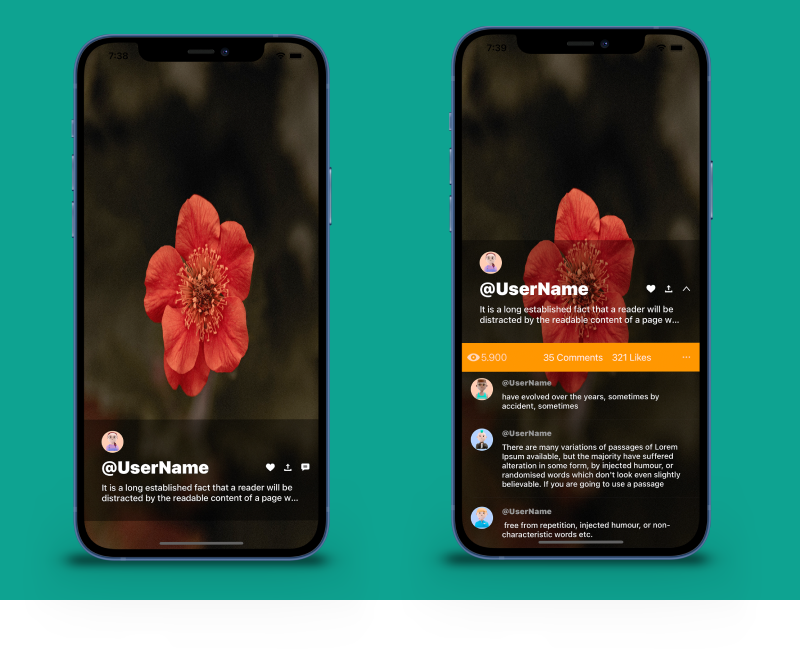 7:38
@UserName
It is a long established fact that a reader will be
distracted by the readable content of a page w...
7:39
@UserName
It is a long established fact that a reader will be
distracted by the readable content of a page w...
5.900 35 Comments 321 Likes ...
@UserName
have evolved over the years, sometimes by
accident, sometimes
@UserName
There are many variations of passages of Lorem
Ipsum available, but the majority have suffered
alteration in some form, by injected humour, or
randomised words which don't look even slightly
believable. If you are going to use a passage
@UserName
free from repetition, injected humour, or non-
characteristic words etc.